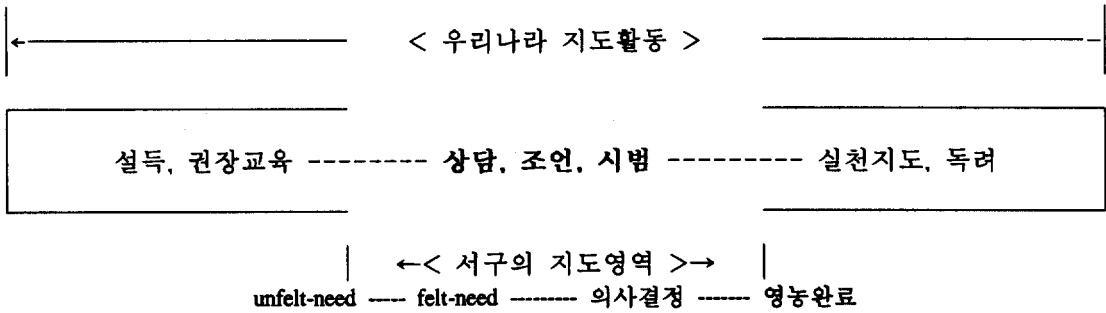 < 우리나라 지도활동 >
설득, 권장교육 -------- 상담, 조언, 시범 --------- 실천지도, 독려
←< 서구의 지도영역 >→
unfelt-need ----- felt-need --------- 의사결정 ------- 영농완료